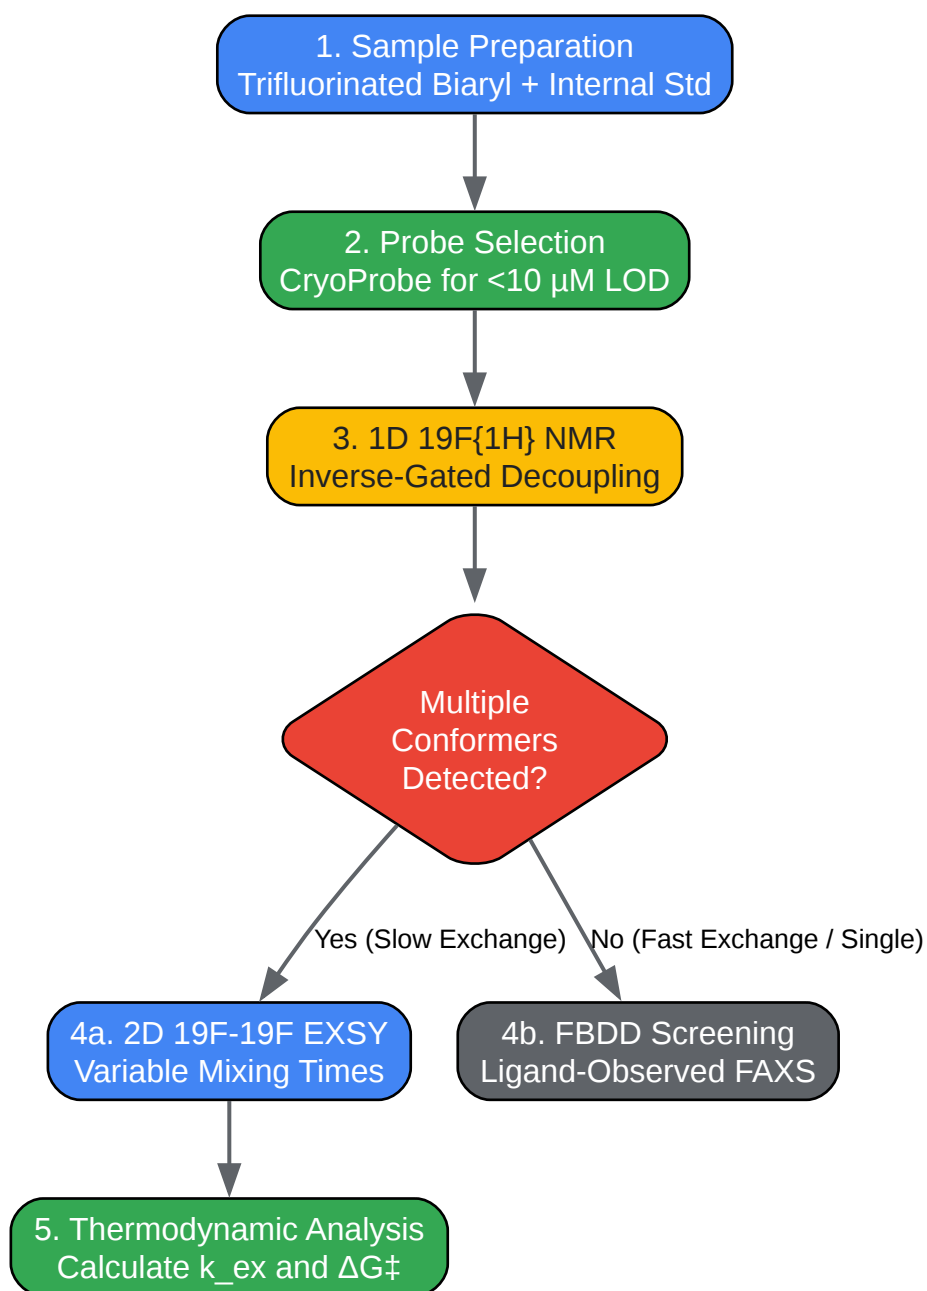 1. Sample Preparation
Trifluorinated Biaryl + Internal Std
2. Probe Selection
CryoProbe for <10 µM LOD
3. 1D 19F{1H} NMR
Inverse-Gated Decoupling
Multiple
Conformers
Detected?
Yes (Slow Exchange)
No (Fast Exchange / Single)
4a. 2D 19F-19F EXSY
Variable Mixing Times
4b. FBDD Screening
Ligand-Observed FAXS
5. Thermodynamic Analysis
Calculate k_ex and ΔG‡